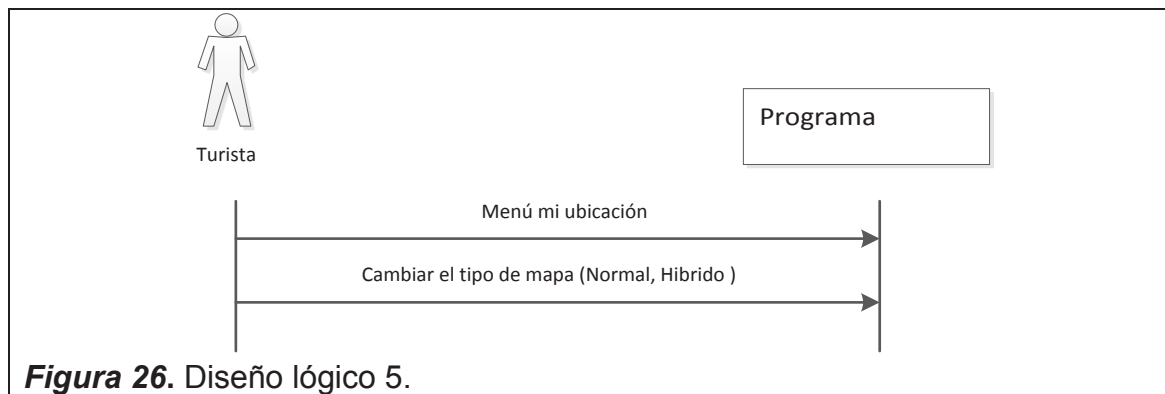 Turista
Programa
Menú mi ubicación
Cambiar el tipo de mapa (Normal, Hibrido )
Figura 26. Diseño lógico 5.